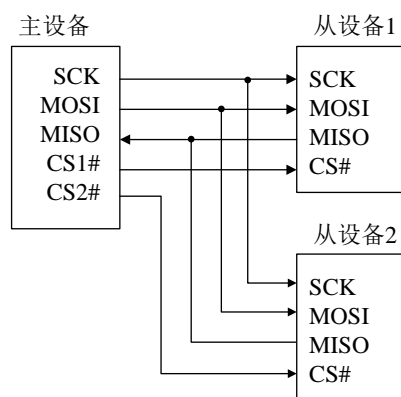 主设备
SCK
MOSI
MISO
CS1#
CS2#
从设备1
SCK
MOSI
MISO
CS#
从设备2
SCK
MOSI
MISO
CS#